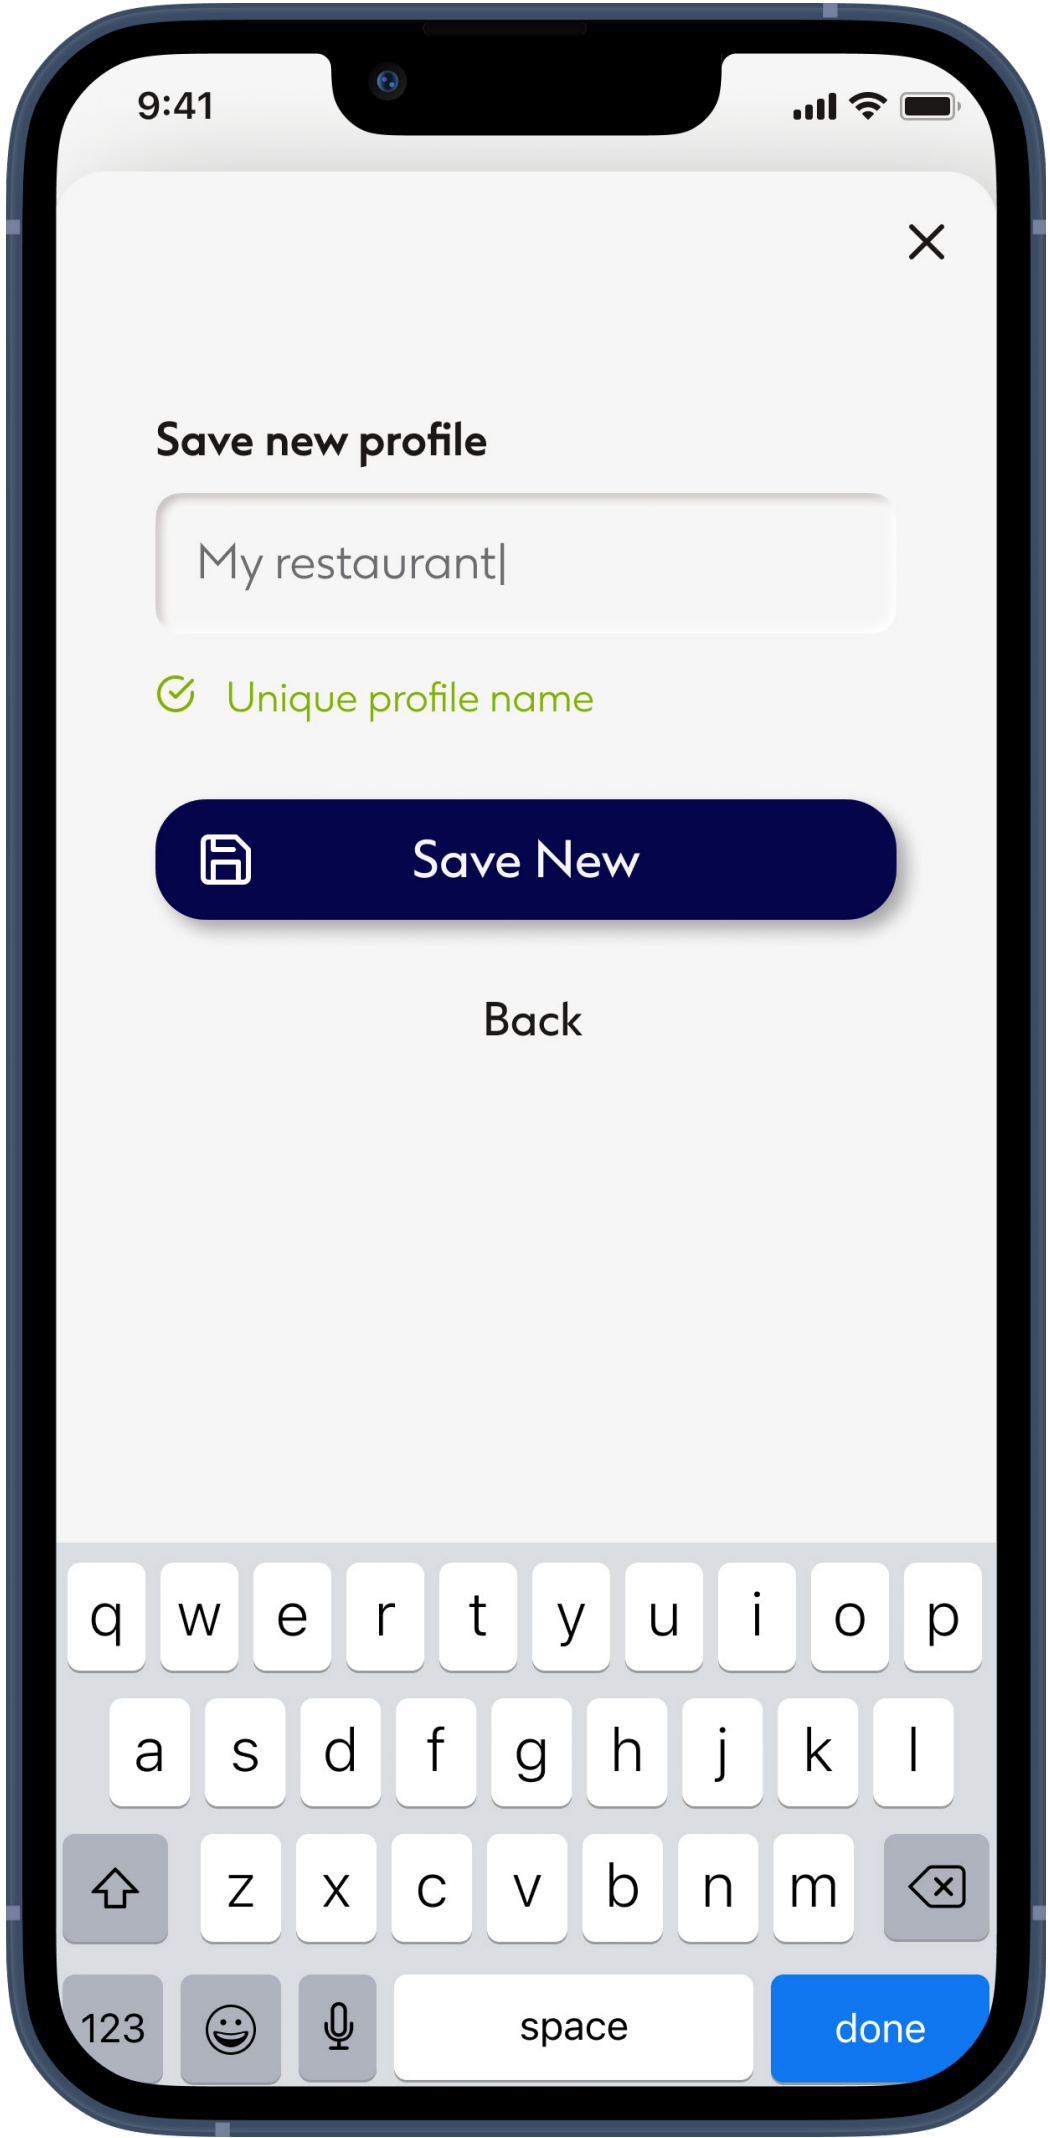 9:41
Save new profile
My restaurant
Unique profile name
Save New
Back
q w e r t y u i o p
a s d f g h j k l
z x c v b n m
123 space done